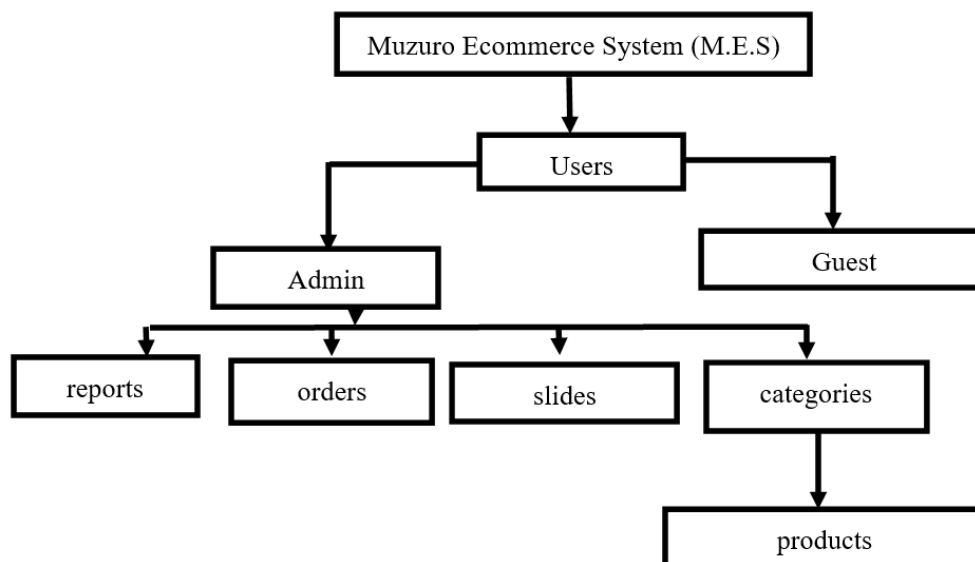 Muzuro Ecommerce System (M.E.S)
Users
Admin
Guest
reports
orders
slides
categories
products